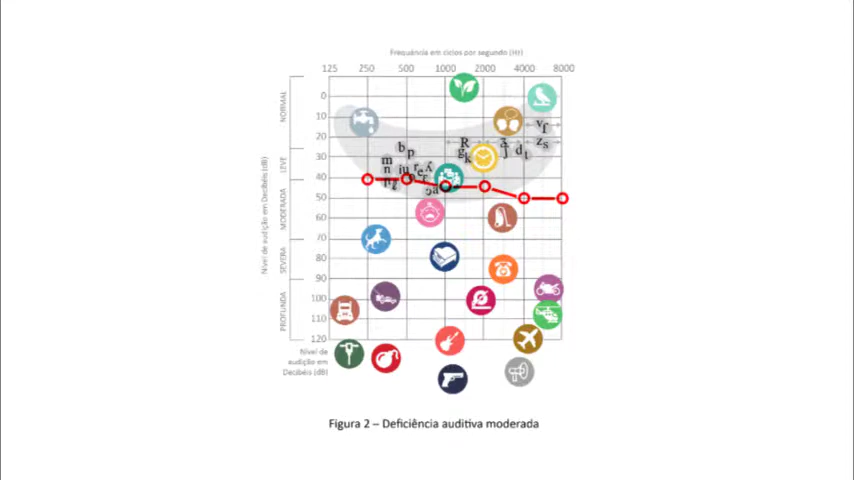 Frequência em ciclos por segundo (Hz)
125 250 500 1000 2000 4000 8000
Nível de audição em Decibéis (dB)
NORMAL
LEVE
MODERADA
SEVERA
PROFUNDA
0
10
20
30
40
50
60
70
80
90
100
110
120
v f
z s
R
g k
d t
b p
m
n
Nível de
audição em
Decibéis (dB)
Figura 2 – Deficiência auditiva moderada